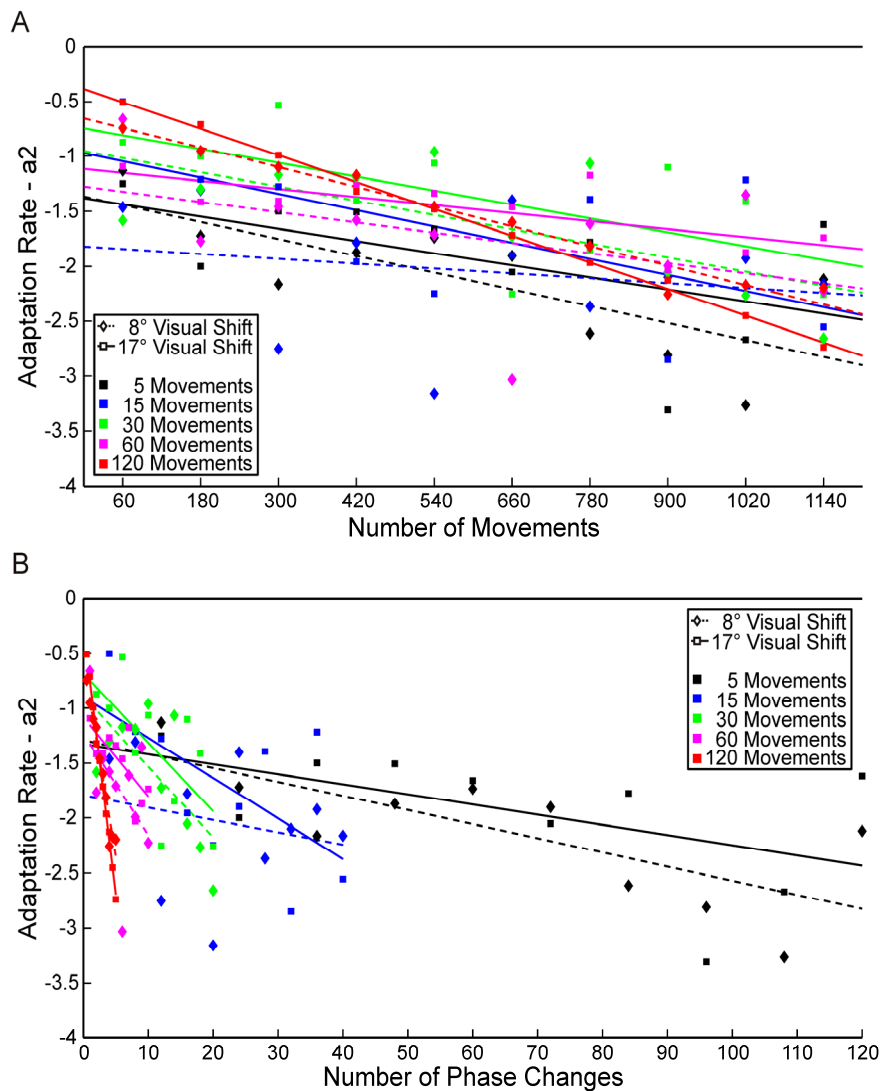 A
0
-0.5
-1
-1.5
-2
-2.5
-3
-3.5
-4
Adaptation Rate - a2
8° Visual Shift
17° Visual Shift
5 Movements
15 Movements
30 Movements
60 Movements
120 Movements
60 180 300 420 540 660 780 900 1020 1140
Number of Movements
B
0
-0.5
-1
-1.5
-2
-2.5
-3
-3.5
-4
Adaptation Rate - a2
8° Visual Shift
17° Visual Shift
5 Movements
15 Movements
30 Movements
60 Movements
120 Movements
0 10 20 30 40 50 60 70 80 90 100 110 120
Number of Phase Changes